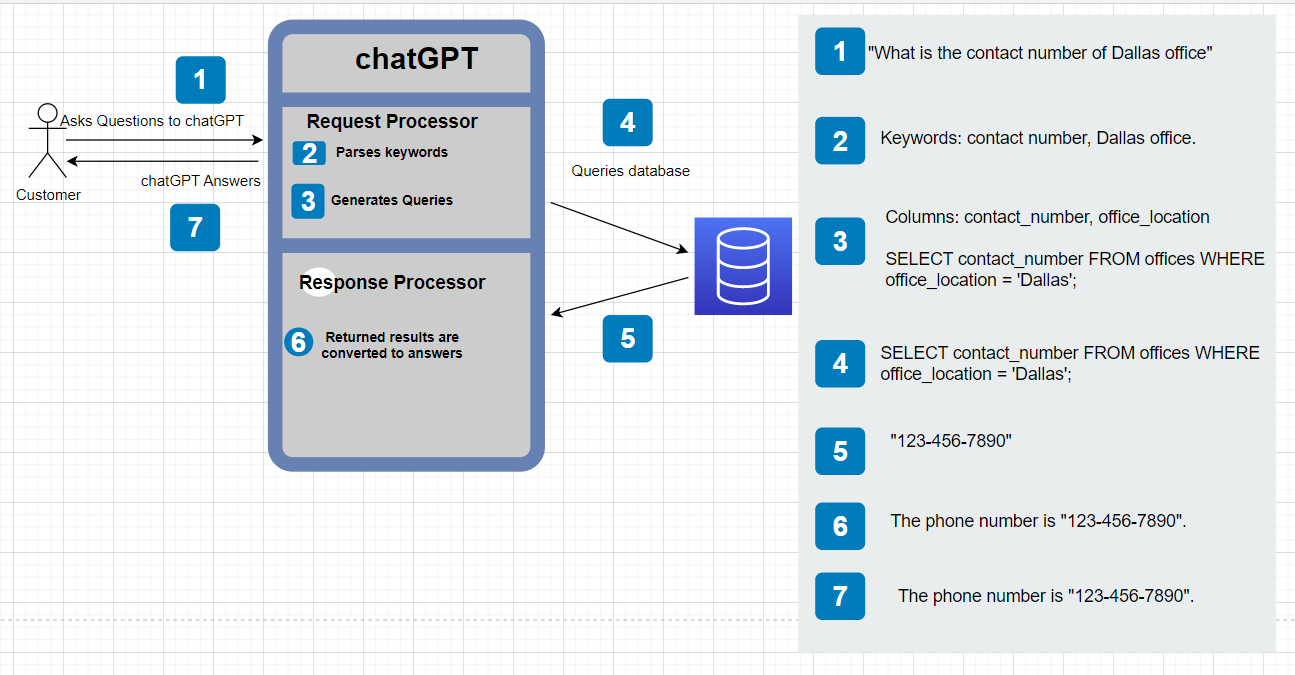 chatGPT
1
Asks Questions to chatGPT
chatGPT Answers
Customer
7
Request Processor
2 Parses keywords
3 Generates Queries
4
Queries database
5
Response Processor
6 Returned results are
converted to answers
1 "What is the contact number of Dallas office"
2 Keywords: contact number, Dallas office.
3 Columns: contact_number, office_location
SELECT contact_number FROM offices WHERE
office_location = 'Dallas';
4 SELECT contact_number FROM offices WHERE
office_location = 'Dallas';
5 "123-456-7890"
6 The phone number is "123-456-7890".
7 The phone number is "123-456-7890".